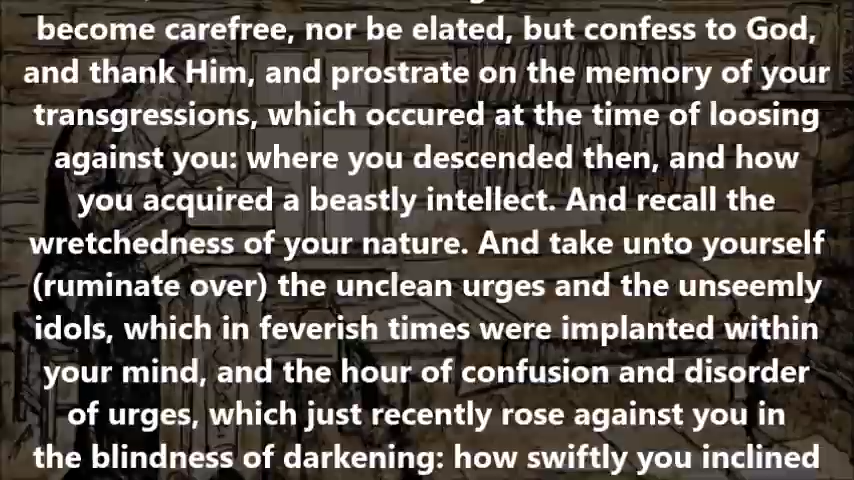 become carefree, nor be elated, but confess to God,
and thank Him, and prostrate on the memory of your
transgressions, which occured at the time of loosing
against you: where you descended then, and how
you acquired a beastly intellect. And recall the
wretchedness of your nature. And take unto yourself
(ruminate over) the unclean urges and the unseemly
idols, which in feverish times were implanted within
your mind, and the hour of confusion and disorder
of urges, which just recently rose against you in
the blindness of darkening: how swiftly you inclined